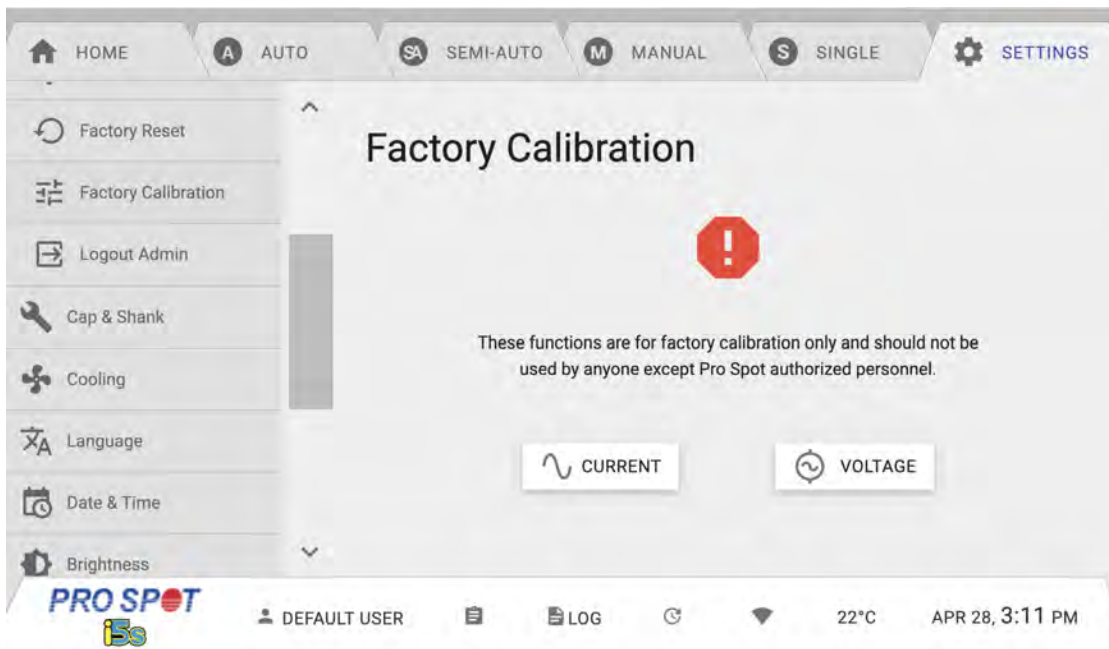 HOME
A AUTO
SA SEMI-AUTO
M MANUAL
S SINGLE
SETTINGS
Factory Reset
Factory Calibration
Logout Admin
Cap & Shank
Cooling
Language
Date & Time
Brightness
Factory Calibration
These functions are for factory calibration only and should not be
used by anyone except Pro Spot authorized personnel.
CURRENT
VOLTAGE
PRO SPOT
i5s
DEFAULT USER
LOG
22°C
APR 28, 3:11 PM